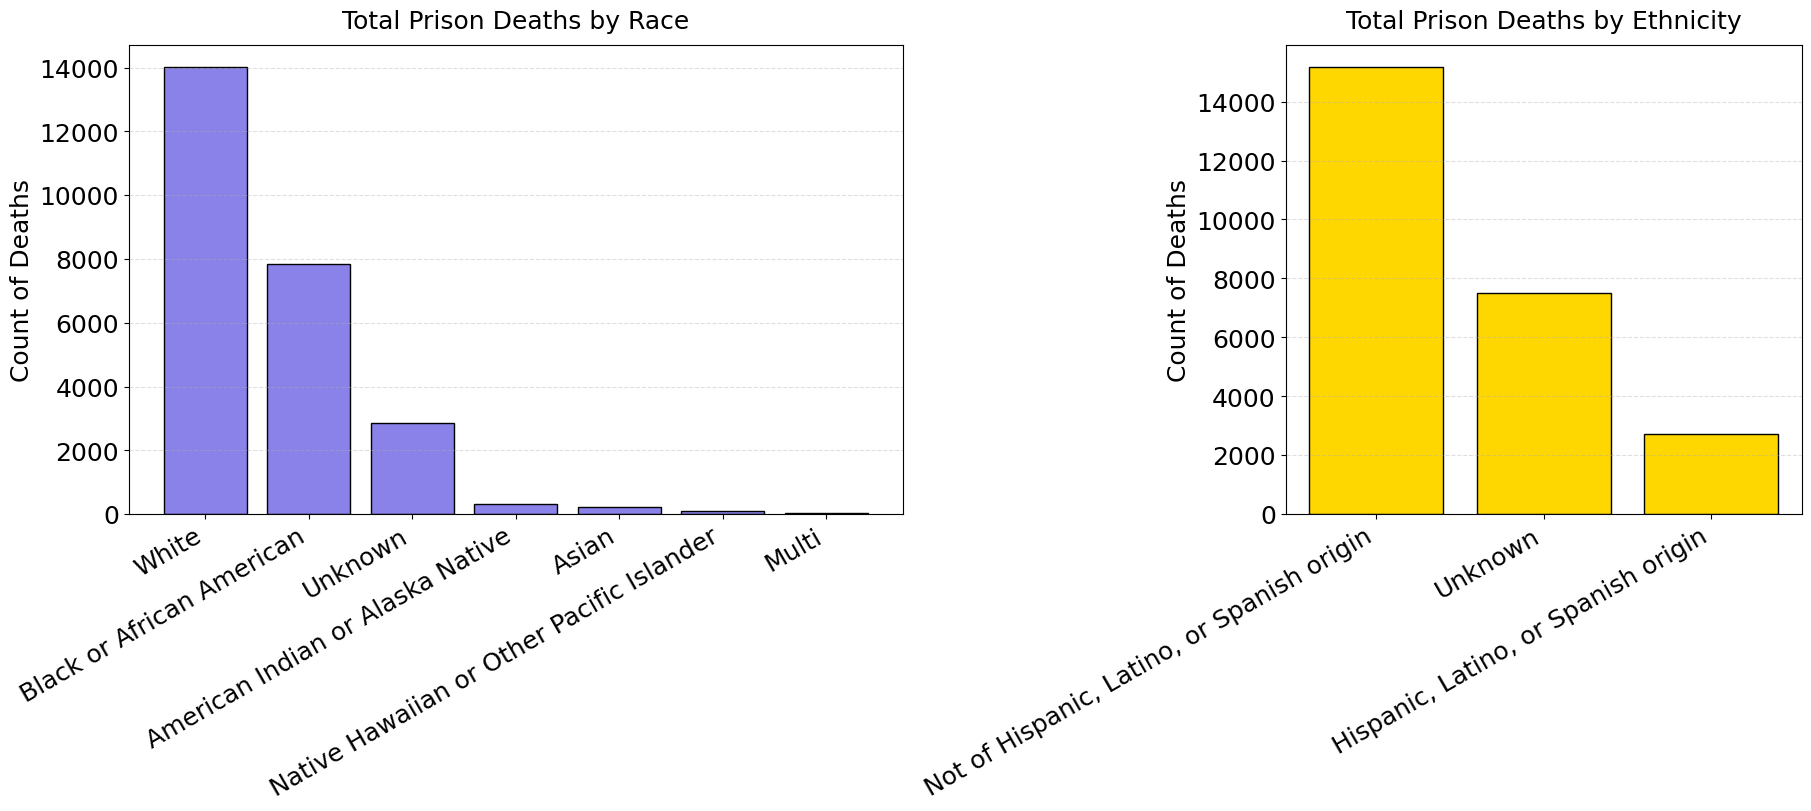 Total Prison Deaths by Race
Count of Deaths
14000
12000
10000
8000
6000
4000
2000
0
White
Black or African American
Unknown
American Indian or Alaska Native
Asian
Native Hawaiian or Other Pacific Islander
Multi
Total Prison Deaths by Ethnicity
Count of Deaths
14000
12000
10000
8000
6000
4000
2000
0
Not of Hispanic, Latino, or Spanish origin
Unknown
Hispanic, Latino, or Spanish origin